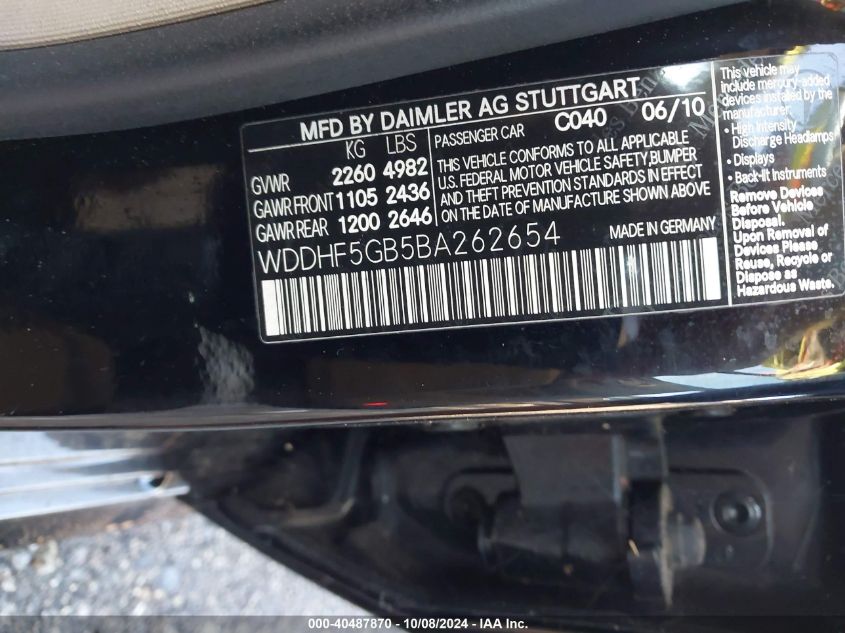 MFD BY DAIMLER AG STUTTGART
KG LBS
GVWR 2260 4982
GAWR FRONT 1105 2436
GAWR REAR 1200 2646
PASSENGER CAR C040 06/10
THIS VEHICLE CONFORMS TO ALL APPLICABLE
U.S. FEDERAL MOTOR VEHICLE SAFETY,BUMPER
AND THEFT PREVENTION STANDARDS IN EFFECT
ON THE DATE OF MANUFACTURE SHOWN ABOVE
WDDHF5GB5BA262654
MADE IN GERMANY
This vehicle may
include mercury-added
devices installed by the
manufacturer:
• High Intensity
Discharge Headlamps
• Displays
• Back-lit Instruments
Remove Devices
Before Vehicle
Disposal.
Upon Removal of
Devices Please
Reuse, Recycle or
Dispose as
Hazardous Waste.
000-40487870 - 10/08/2024 - IAA Inc.